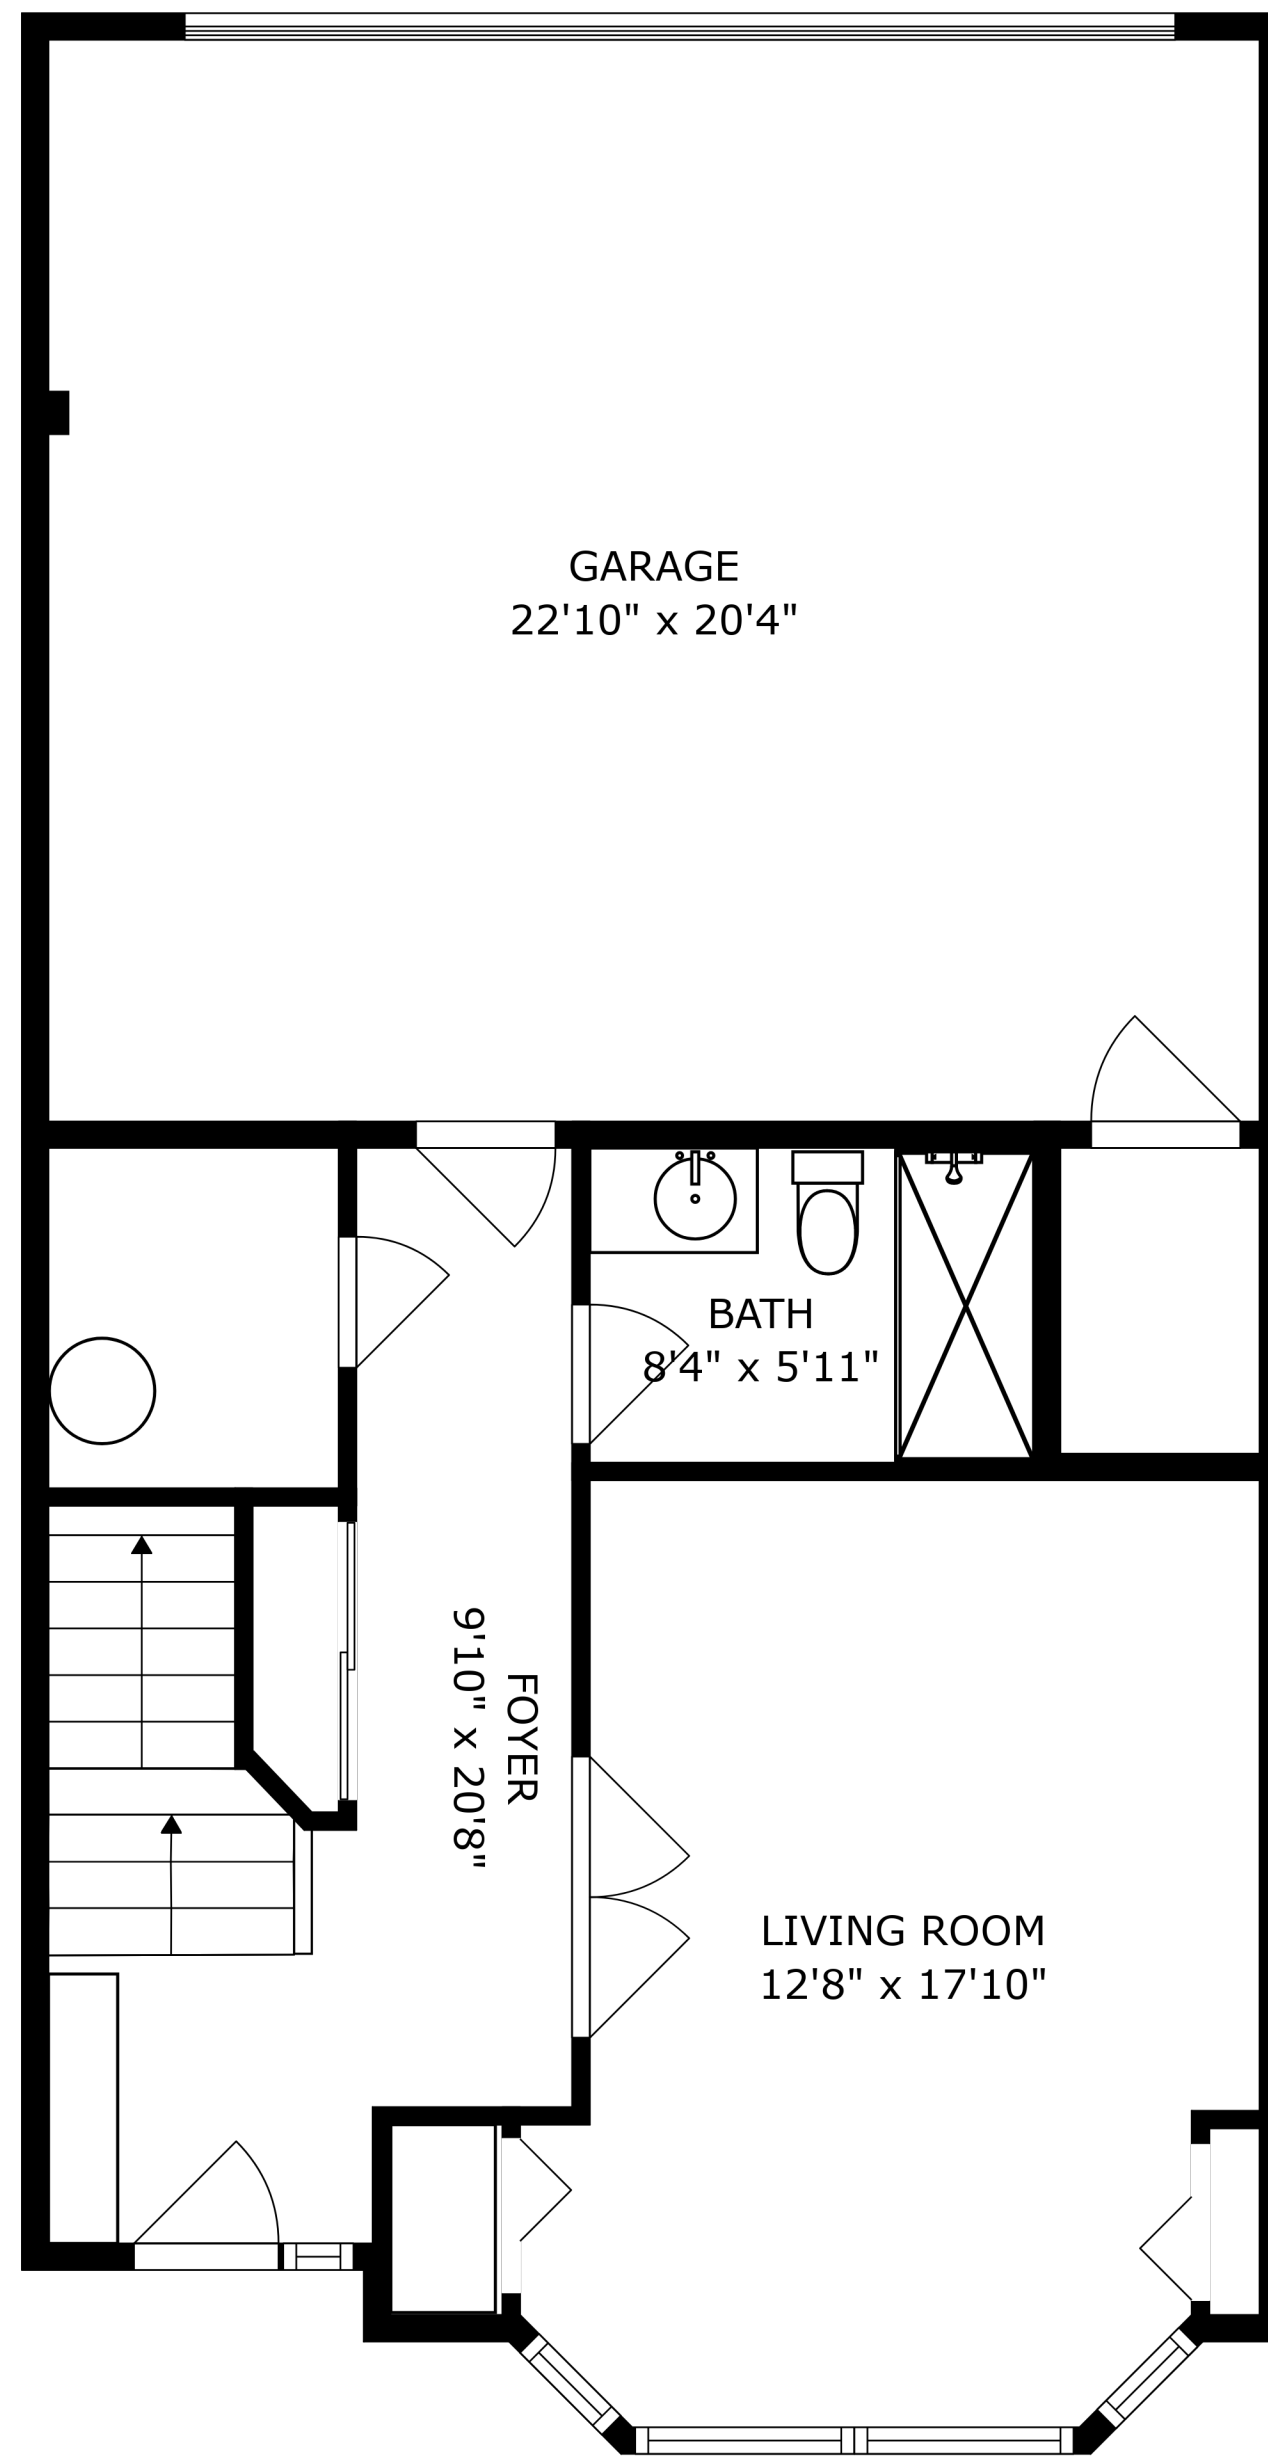 GARAGE
22'10" x 20'4"
BATH
8'4" x 5'11"
FOYER
9'10" x 20'8"
LIVING ROOM
12'8" x 17'10"